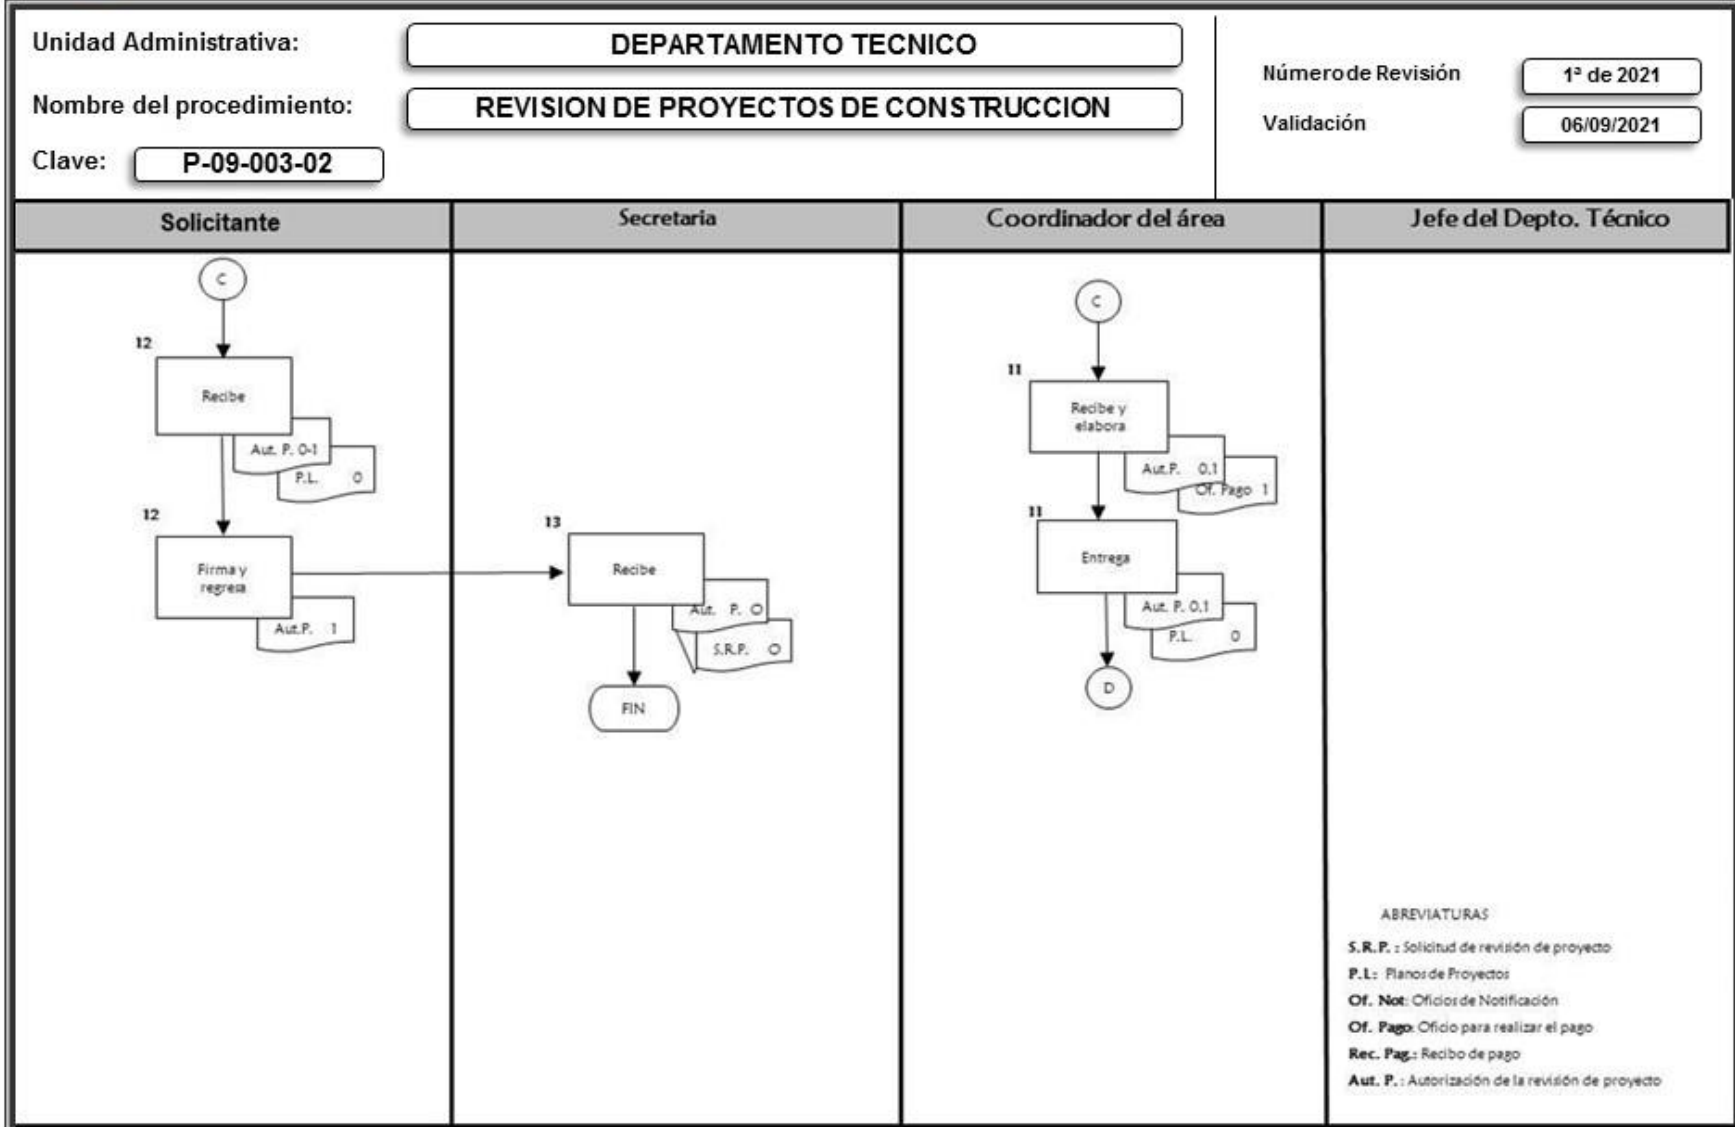 Unidad Administrativa:
DEPARTAMENTO TECNICO
Nombre del procedimiento:
REVISION DE PROYECTOS DE CONSTRUCCION
Clave:
P-09-003-02
Número de Revisión
1ª de 2021
Validación
06/09/2021
Solicitante
Secretaria
Coordinador del área
Jefe del Depto. Técnico
C
12
Recibe
Aut. P. 0-1
P.L. 0
12
Firma y
regresa
Aut.P. 1
13
Recibe
Aut. P. O
S.R.P. O
FIN
C
11
Recibe y
elabora
Aut.P. 0,1
Of. Pago 1
11
Entrega
Aut. P. 0,1
P.L. 0
D
ABREVIATURAS
S.R.P. : Solicitud de revisión de proyecto
P.L: Planos de Proyectos
Of. Not: Oficios de Notificación
Of. Pago: Oficio para realizar el pago
Rec. Pag.: Recibo de pago
Aut. P. : Autorización de la revisión de proyecto